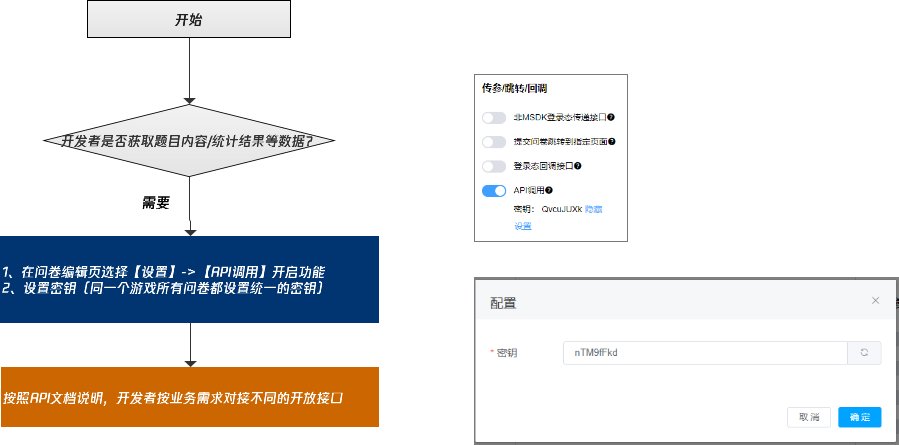 开始
开发者是否获取题目内容/统计结果等数据?
需要
1、在问卷编辑页选择【设置】->【API调用】开启功能
2、设置密钥（同一个游戏所有问卷都设置统一的密钥）
按照API文档说明，开发者按业务需求对接不同的开放接口
传参/跳转/回调
非MSDK登录态传递接口
提交问卷跳转到指定页面
登录态回调接口
API调用
密钥： QvcuJUXk 隐藏
设置
配置
* 密钥
nTM9fFkd
取消
确定